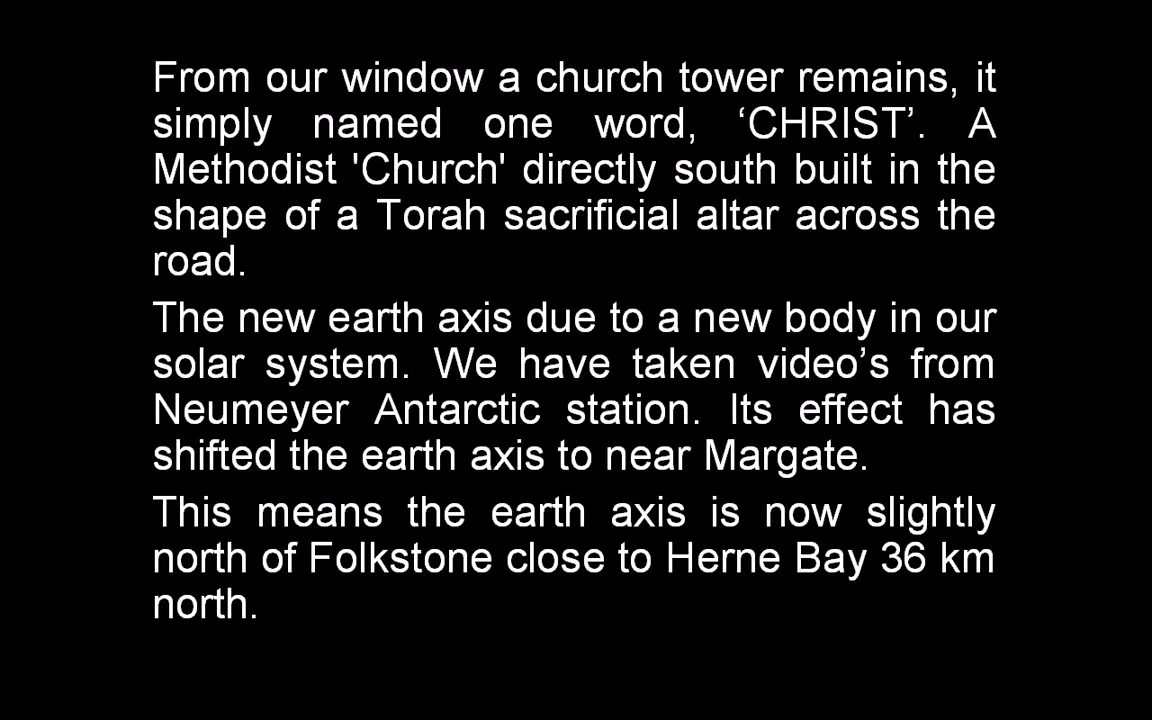 From our window a church tower remains, it
simply named one word, ‘CHRIST’. A
Methodist 'Church' directly south built in the
shape of a Torah sacrificial altar across the
road.
The new earth axis due to a new body in our
solar system. We have taken video’s from
Neumeyer Antarctic station. Its effect has
shifted the earth axis to near Margate.
This means the earth axis is now slightly
north of Folkstone close to Herne Bay 36 km
north.